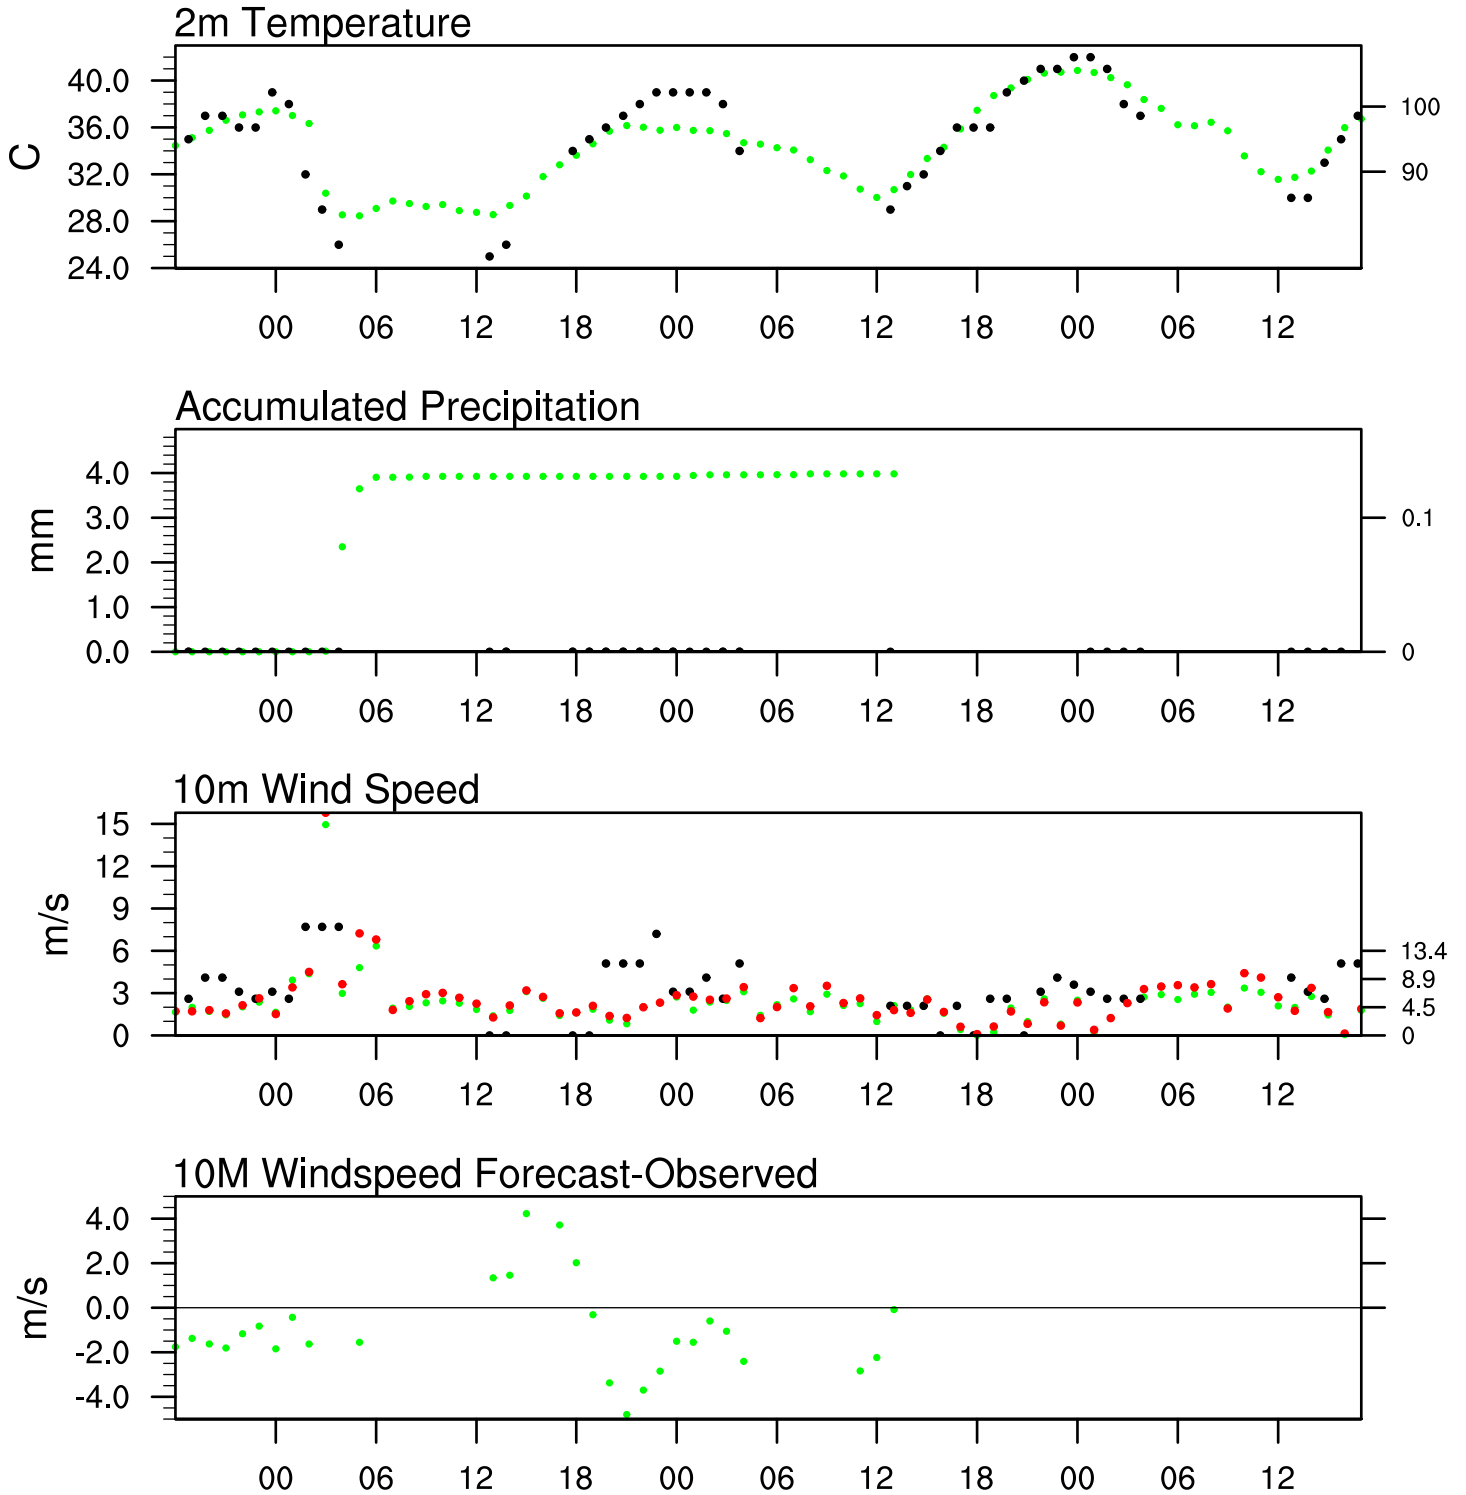 2m Temperature
40.0
36.0
32.0
28.0
24.0
C
100
90
00 06 12 18 00 06 12 18 00 06 12
Accumulated Precipitation
4.0
3.0
2.0
1.0
0.0
mm
0.1
0
00 06 12 18 00 06 12 18 00 06 12
10m Wind Speed
15
12
9
6
3
0
m/s
13.4
8.9
4.5
0
00 06 12 18 00 06 12 18 00 06 12
10M Windspeed Forecast-Observed
4.0
2.0
0.0
-2.0
-4.0
m/s
00 06 12 18 00 06 12 18 00 06 12